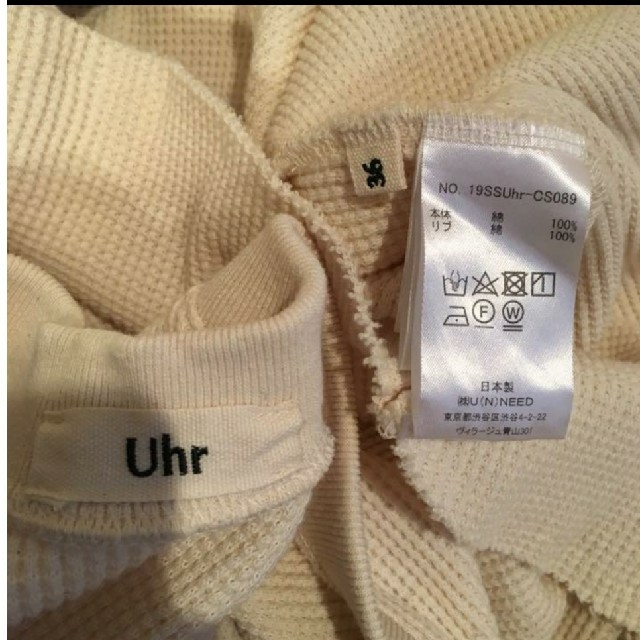 36
NO. 19SSUhr-CS089
本体 綿 100%
リブ 綿 100%
F
W
日本製
㈱U(N)NEED
東京都渋谷区渋谷4-2-22
ヴィラージュ青山307
Uhr